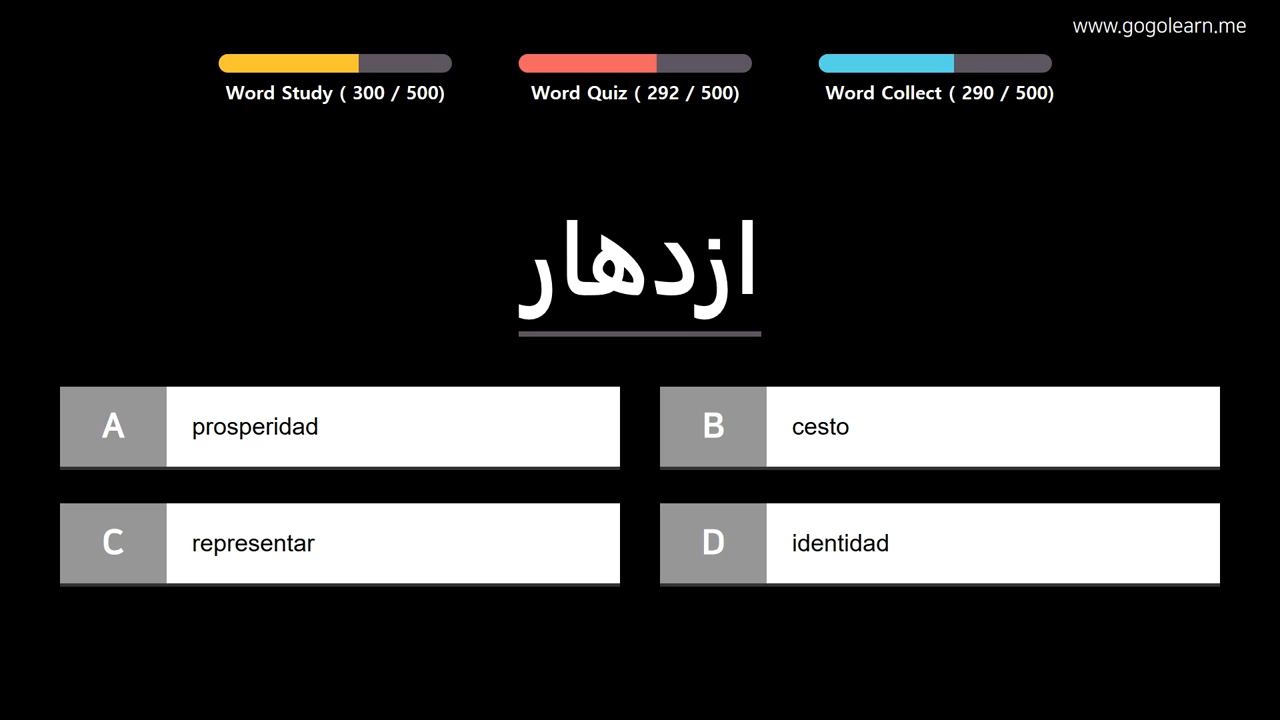 www.gogolearn.me
Word Study ( 300 / 500)
Word Quiz ( 292 / 500)
Word Collect ( 290 / 500)
ازدهار
A prosperidad
B cesto
C representar
D identidad